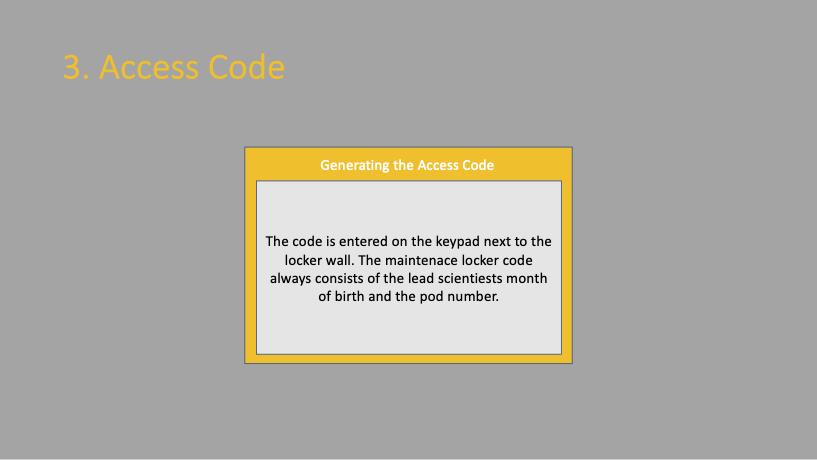 3. Access Code
Generating the Access Code
The code is entered on the keypad next to the
locker wall. The maintenace locker code
always consists of the lead scientiests month
of birth and the pod number.